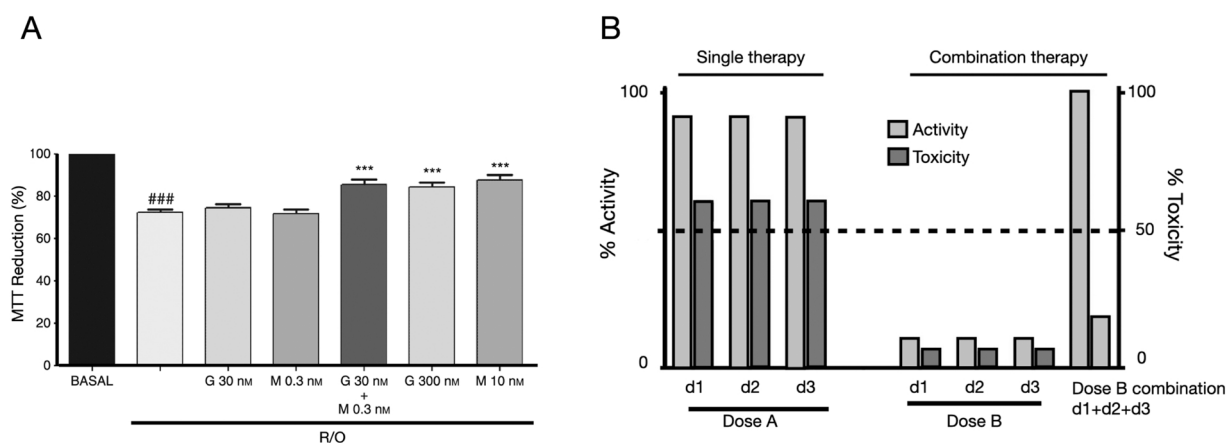 A
MTT Reduction (%)
100
80
60
40
20
0
###
***
***
***
BASAL
-
G 30 nM
M 0.3 nM
G 30 nM
+
M 0.3 nM
G 300 nM
M 10 nM
R/O
B
Single therapy
Combination therapy
100
0
% Activity
Activity
Toxicity
100
50
0
% Toxicity
d1 d2 d3
Dose A
d1 d2 d3
Dose B
Dose B combination
d1+d2+d3